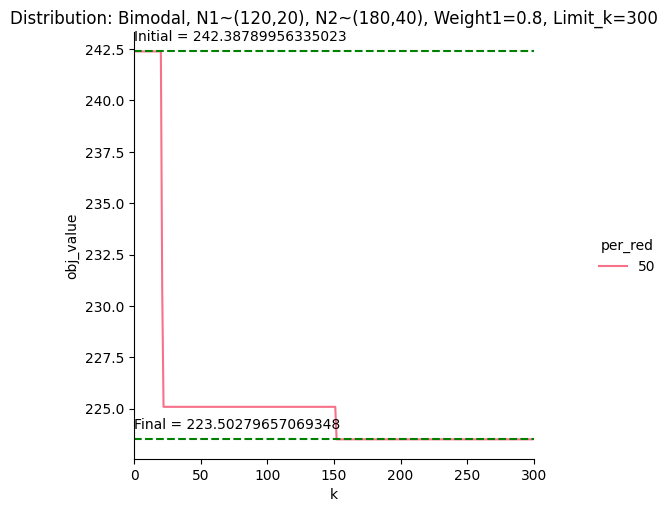 Distribution: Bimodal, N1~(120,20), N2~(180,40), Weight1=0.8, Limit_k=300
Initial = 242.38789956335023
242.5
240.0
237.5
235.0
232.5
230.0
227.5
225.0
obj_value
per_red
50
Final = 223.50279657069348
0 50 100 150 200 250 300
k